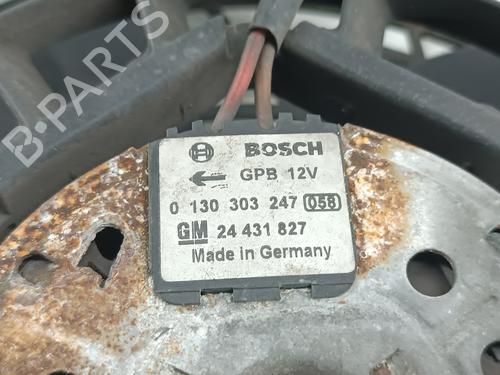 BOSCH
GPB 12V
0 130 303 247 058
GM 24 431 827
Made in Germany
B-PARTS